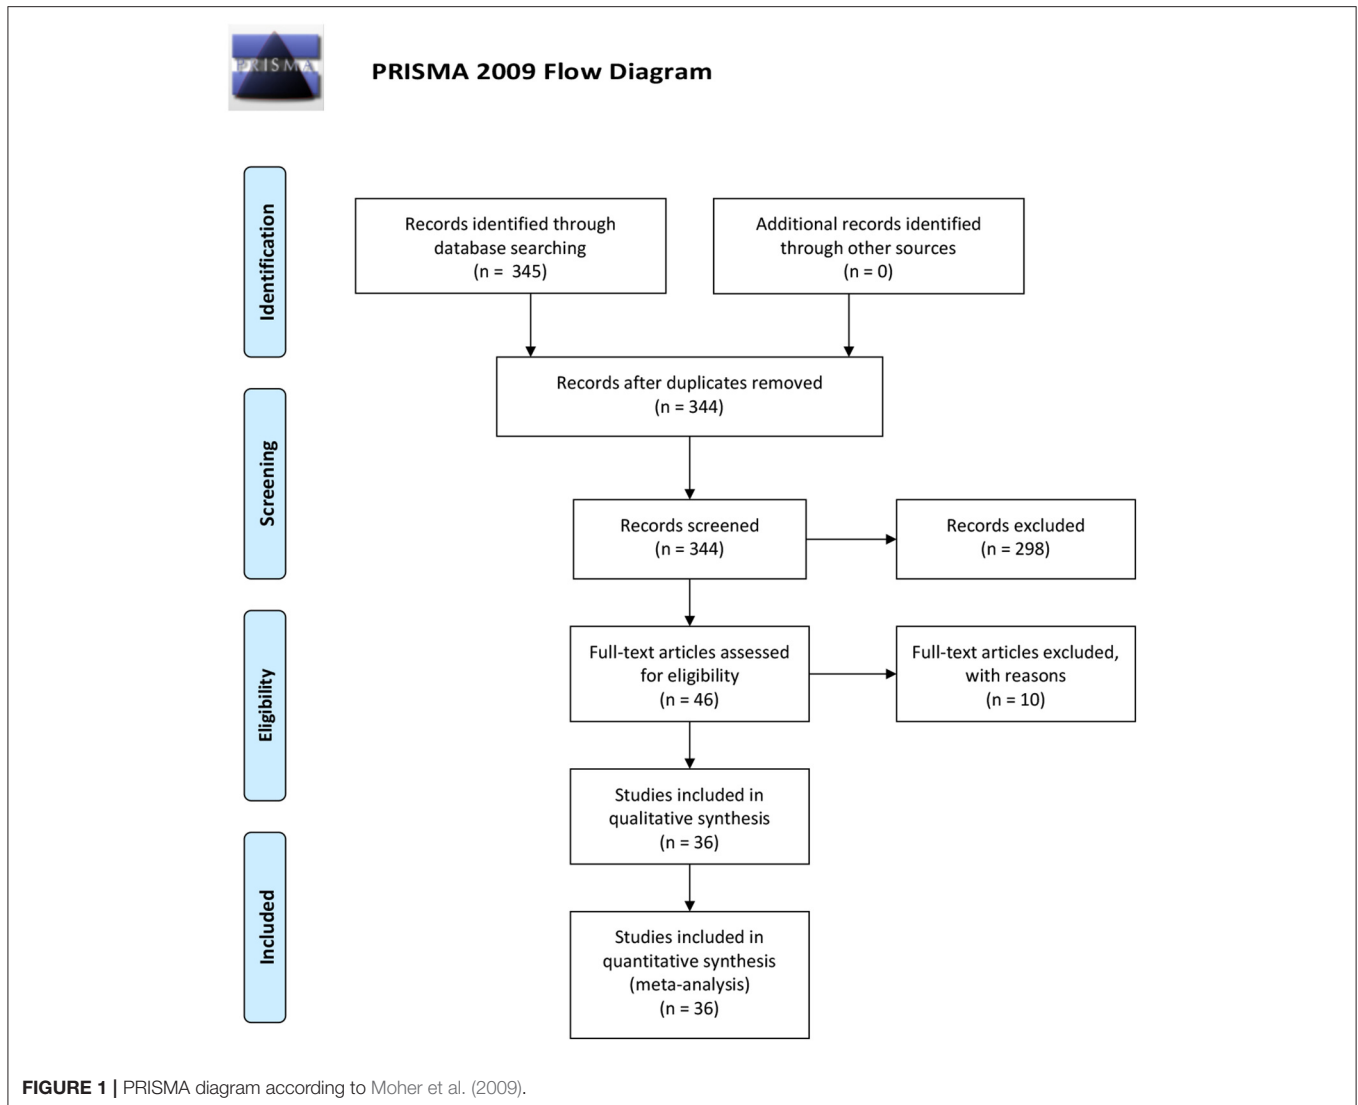 PRISMA
PRISMA 2009 Flow Diagram
Identification
Records identified through
database searching
(n = 345)
Additional records identified
through other sources
(n = 0)
Records after duplicates removed
(n = 344)
Screening
Records screened
(n = 344)
Records excluded
(n = 298)
Eligibility
Full-text articles assessed
for eligibility
(n = 46)
Full-text articles excluded,
with reasons
(n = 10)
Studies included in
qualitative synthesis
(n = 36)
Included
Studies included in
quantitative synthesis
(meta-analysis)
(n = 36)
FIGURE 1 | PRISMA diagram according to Moher et al. (2009).